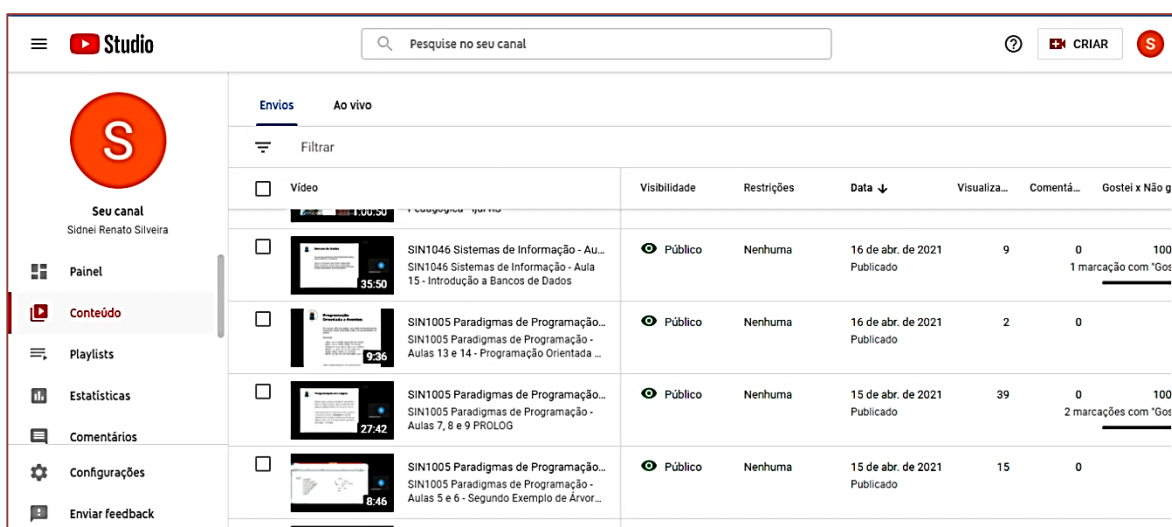 Studio
Pesquise no seu canal
CRIAR
S
S
Seu canal
Sidnei Renato Silveira
Painel
Conteúdo
Playlists
Estatísticas
Comentários
Configurações
Enviar feedback
Envios
Ao vivo
Filtrar
Vídeo
Visibilidade
Restrições
Data
Visualiza...
Comentá...
Gostei x Não g
1:00:50
35:50
SIN1046 Sistemas de Informação - Au...
SIN1046 Sistemas de Informação - Aula
15 - Introdução a Bancos de Dados
Público
Nenhuma
16 de abr. de 2021
Publicado
9
0
100
1 marcação com "Gos
Programação
Orientada a Eventos
9:36
SIN1005 Paradigmas de Programação...
SIN1005 Paradigmas de Programação -
Aulas 13 e 14 - Programação Orientada ...
Público
Nenhuma
16 de abr. de 2021
Publicado
2
0
27:42
SIN1005 Paradigmas de Programação...
SIN1005 Paradigmas de Programação -
Aulas 7, 8 e 9 PROLOG
Público
Nenhuma
15 de abr. de 2021
Publicado
39
0
100
2 marcações com "Gos
8:46
SIN1005 Paradigmas de Programação...
SIN1005 Paradigmas de Programação -
Aulas 5 e 6 - Segundo Exemplo de Árvor...
Público
Nenhuma
15 de abr. de 2021
Publicado
15
0